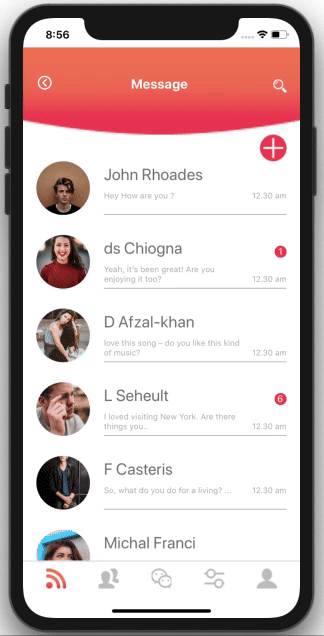 8:56
Message
John Rhoades
Hey How are you ?
12.30 am
ds Chiogna
1
Yeah, it's been great! Are you
enjoying it too?
12.30 am
D Afzal-khan
love this song – do you like this kind
of music?
12.30 am
L Seheult
6
I loved visiting New York. Are there
things you..
12.30 am
F Casteris
So, what do you do for a living? ...
12.30 am
Michal Franci